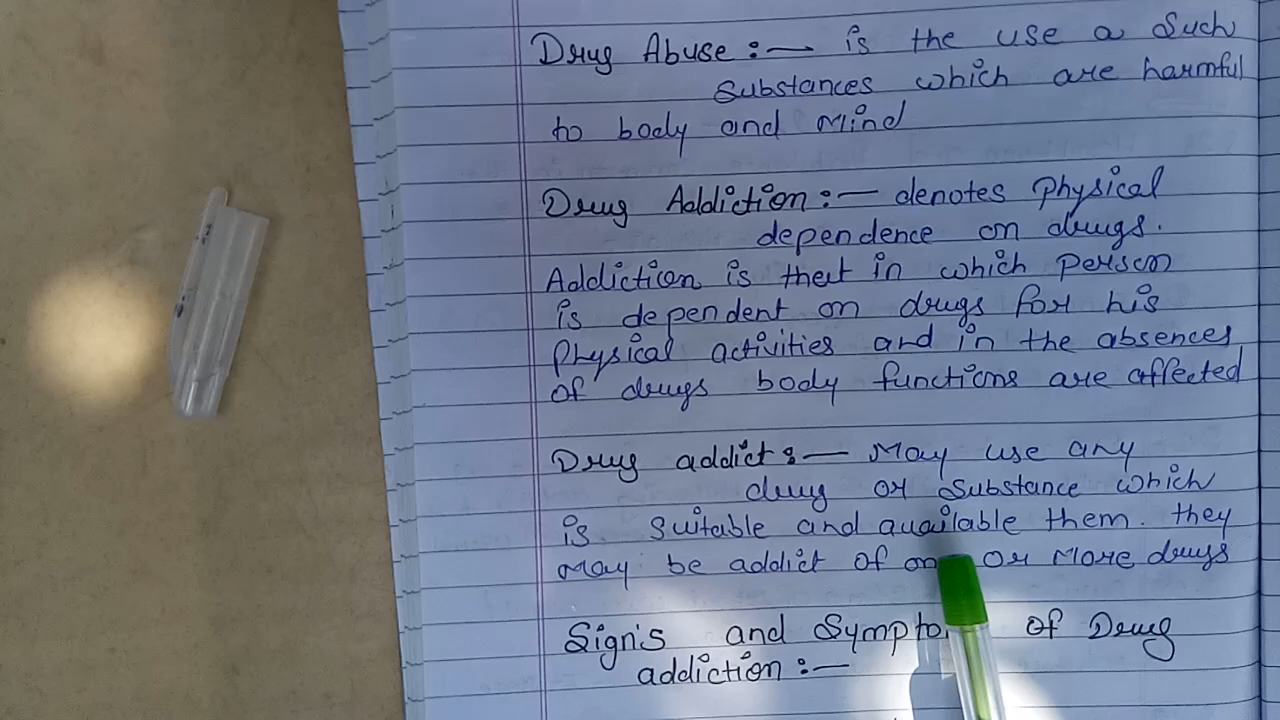 Drug Abuse :— is the use a Such
Substances which are harmful
to body and Mind
Drug Addiction :— denotes Physical
dependence on drugs.
Addiction is that in which Person
is dependent on drugs for his
Physical activities and in the absences
of drugs body functions are affected
Drug addict :— May use any
drug or Substance which
is suitable and available them. they
May be addict of or More drugs
Signs and of Drug
addiction :—